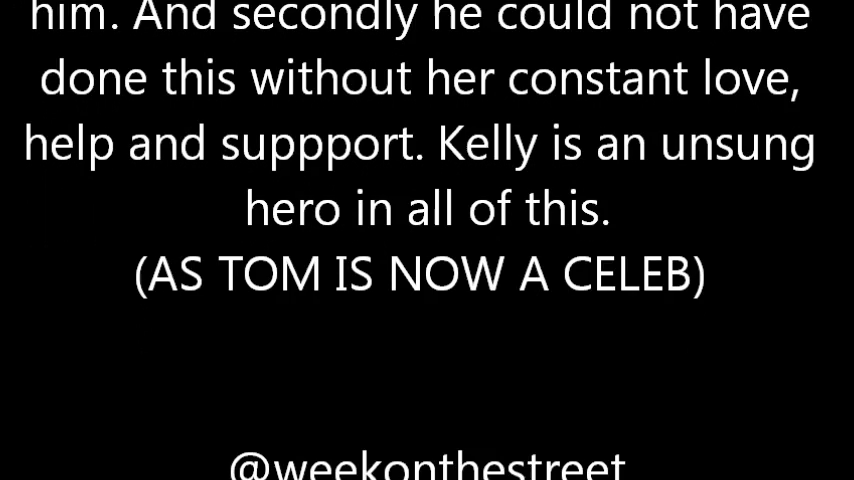 him. And secondly he could not have
done this without her constant love,
help and suppport. Kelly is an unsung
hero in all of this.
(AS TOM IS NOW A CELEB)
@weekonthestreet